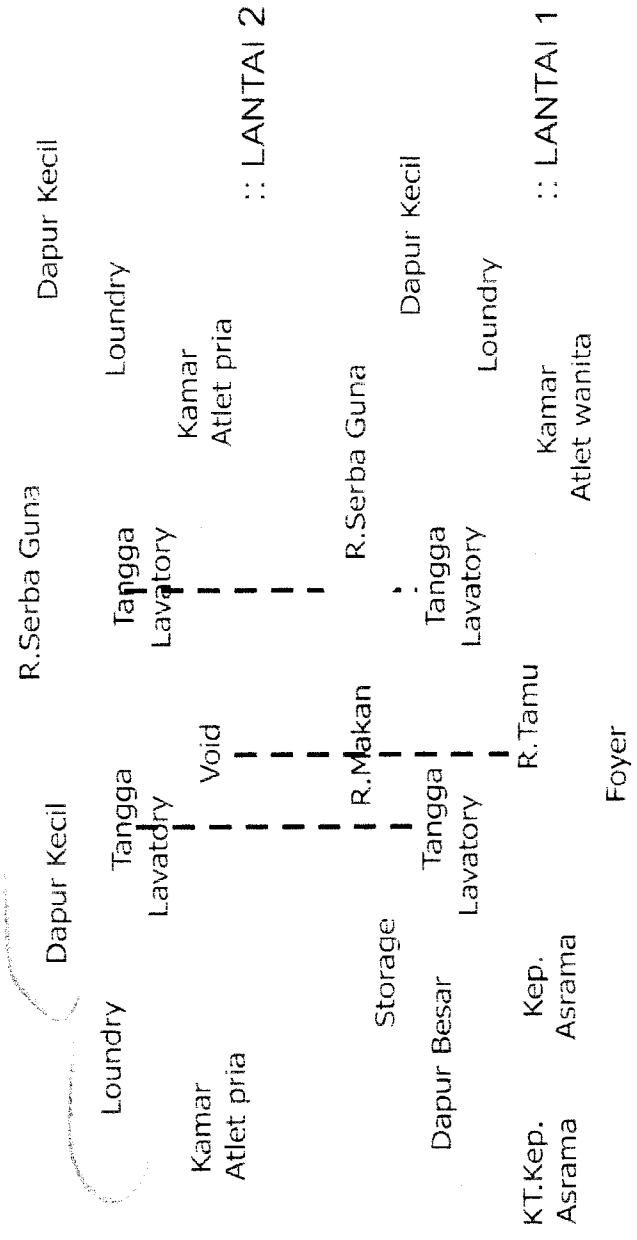 R.Serba Guna
Dapur Kecil
Dapur Kecil
Loundry
Tangga
Lavatory
Tangga
Lavatory
Loundry
Void
Kamar
Atlet pria
Kamar
Atlet pria
:: LANTAI 2
R.Serba Guna
R.Makan
Storage
Dapur Kecil
Dapur Besar
Tangga
Lavatory
Tangga
Lavatory
Loundry
KT.Kep.
Asrama
Kep.
Asrama
R.Tamu
Kamar
Atlet wanita
:: LANTAI 1
Foyer